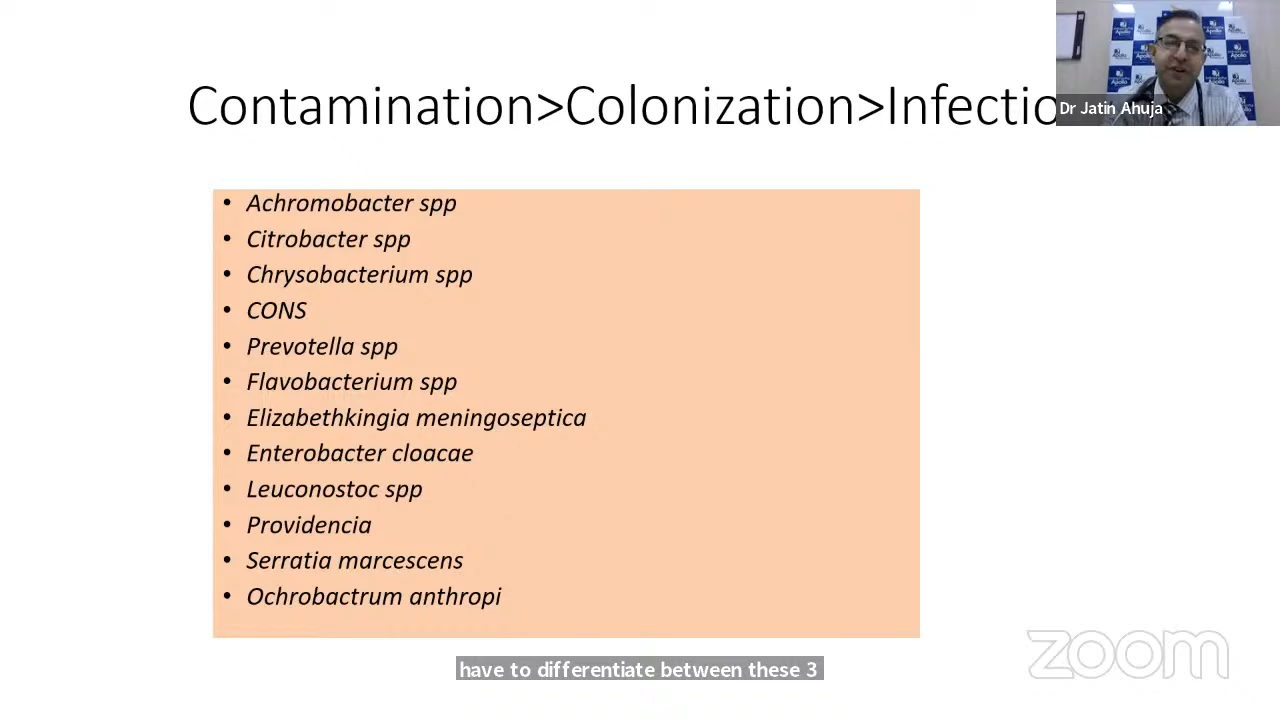 Contamination>Colonization>Infectio
Dr Jatin Ahuja
• Achromobacter spp
• Citrobacter spp
• Chrysobacterium spp
• CONS
• Prevotella spp
• Flavobacterium spp
• Elizabethkingia meningoseptica
• Enterobacter cloacae
• Leuconostoc spp
• Providencia
• Serratia marcescens
• Ochrobactrum anthropi
have to differentiate between these 3
zoom